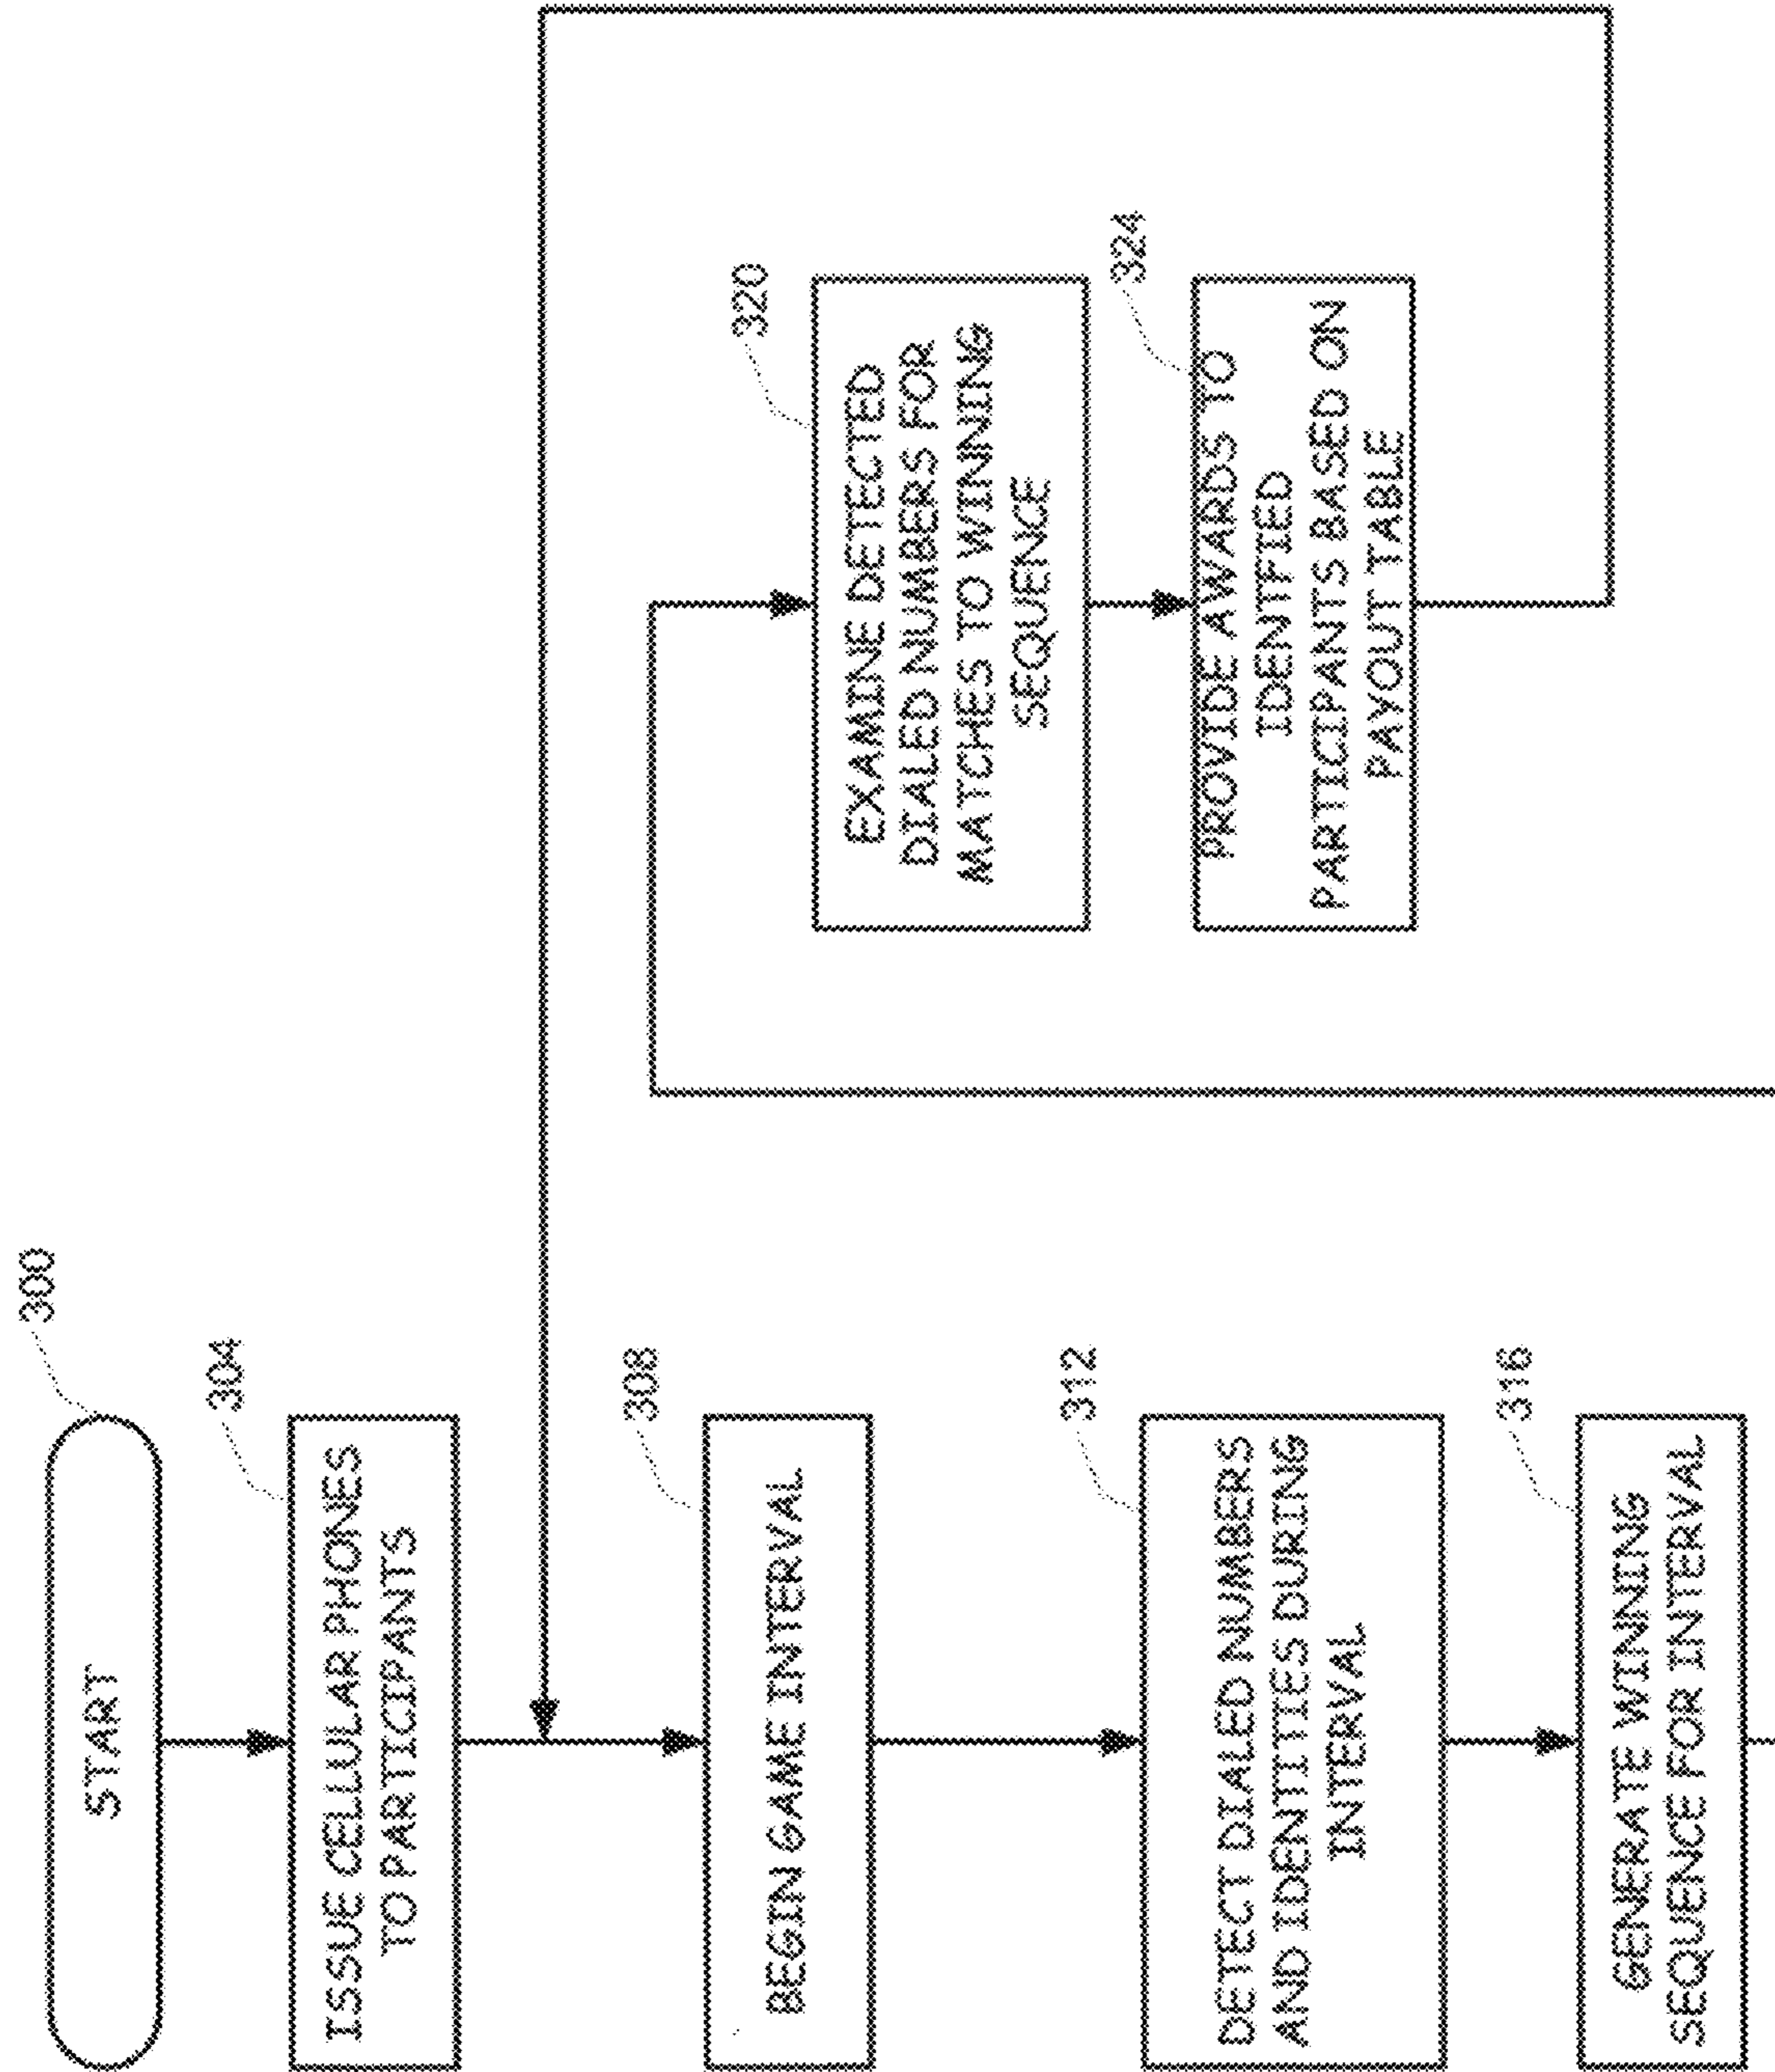 START
300
ISSUE CELLULAR PHONES
TO PARTICIPANTS
304
BEGIN GAME INTERVAL
308
DETECT DIALED NUMBERS
AND IDENTITIES DURING
INTERVAL
312
GENERATE WINNING
SEQUENCE FOR INTERVAL
316
EXAMINE DETECTED
DIALED NUMBERS FOR
MATCHES TO WINNING
SEQUENCE
320
PROVIDE AWARDS TO
IDENTFIED
PARTICIPANTS BASED ON
PAYOUT TABLE
324